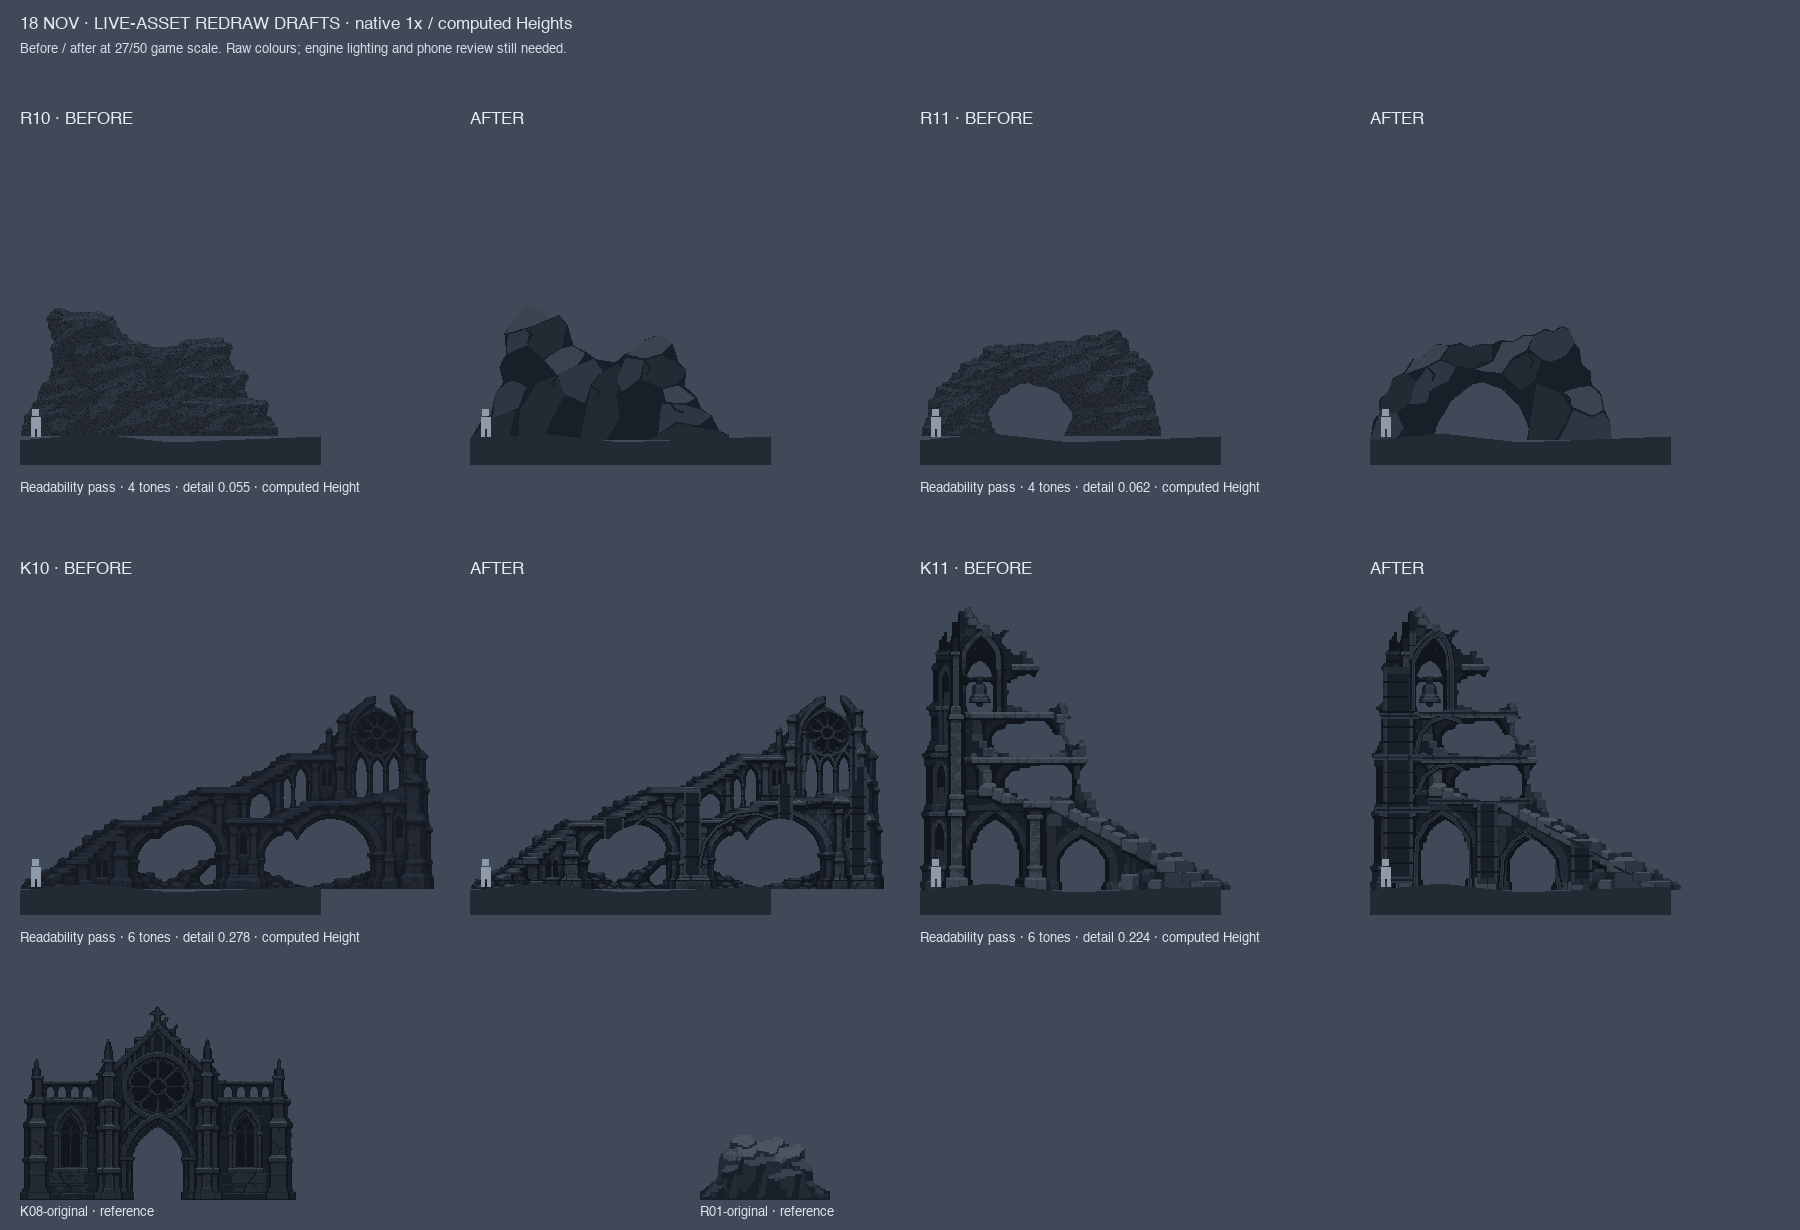 18 NOV · LIVE-ASSET REDRAW DRAFTS · native 1x / computed Heights
Before / after at 27/50 game scale. Raw colours; engine lighting and phone review still needed.
R10 · BEFORE
AFTER
R11 · BEFORE
AFTER
Readability pass · 4 tones · detail 0.055 · computed Height
Readability pass · 4 tones · detail 0.062 · computed Height
K10 · BEFORE
AFTER
K11 · BEFORE
AFTER
Readability pass · 6 tones · detail 0.278 · computed Height
Readability pass · 6 tones · detail 0.224 · computed Height
K08-original · reference
R01-original · reference